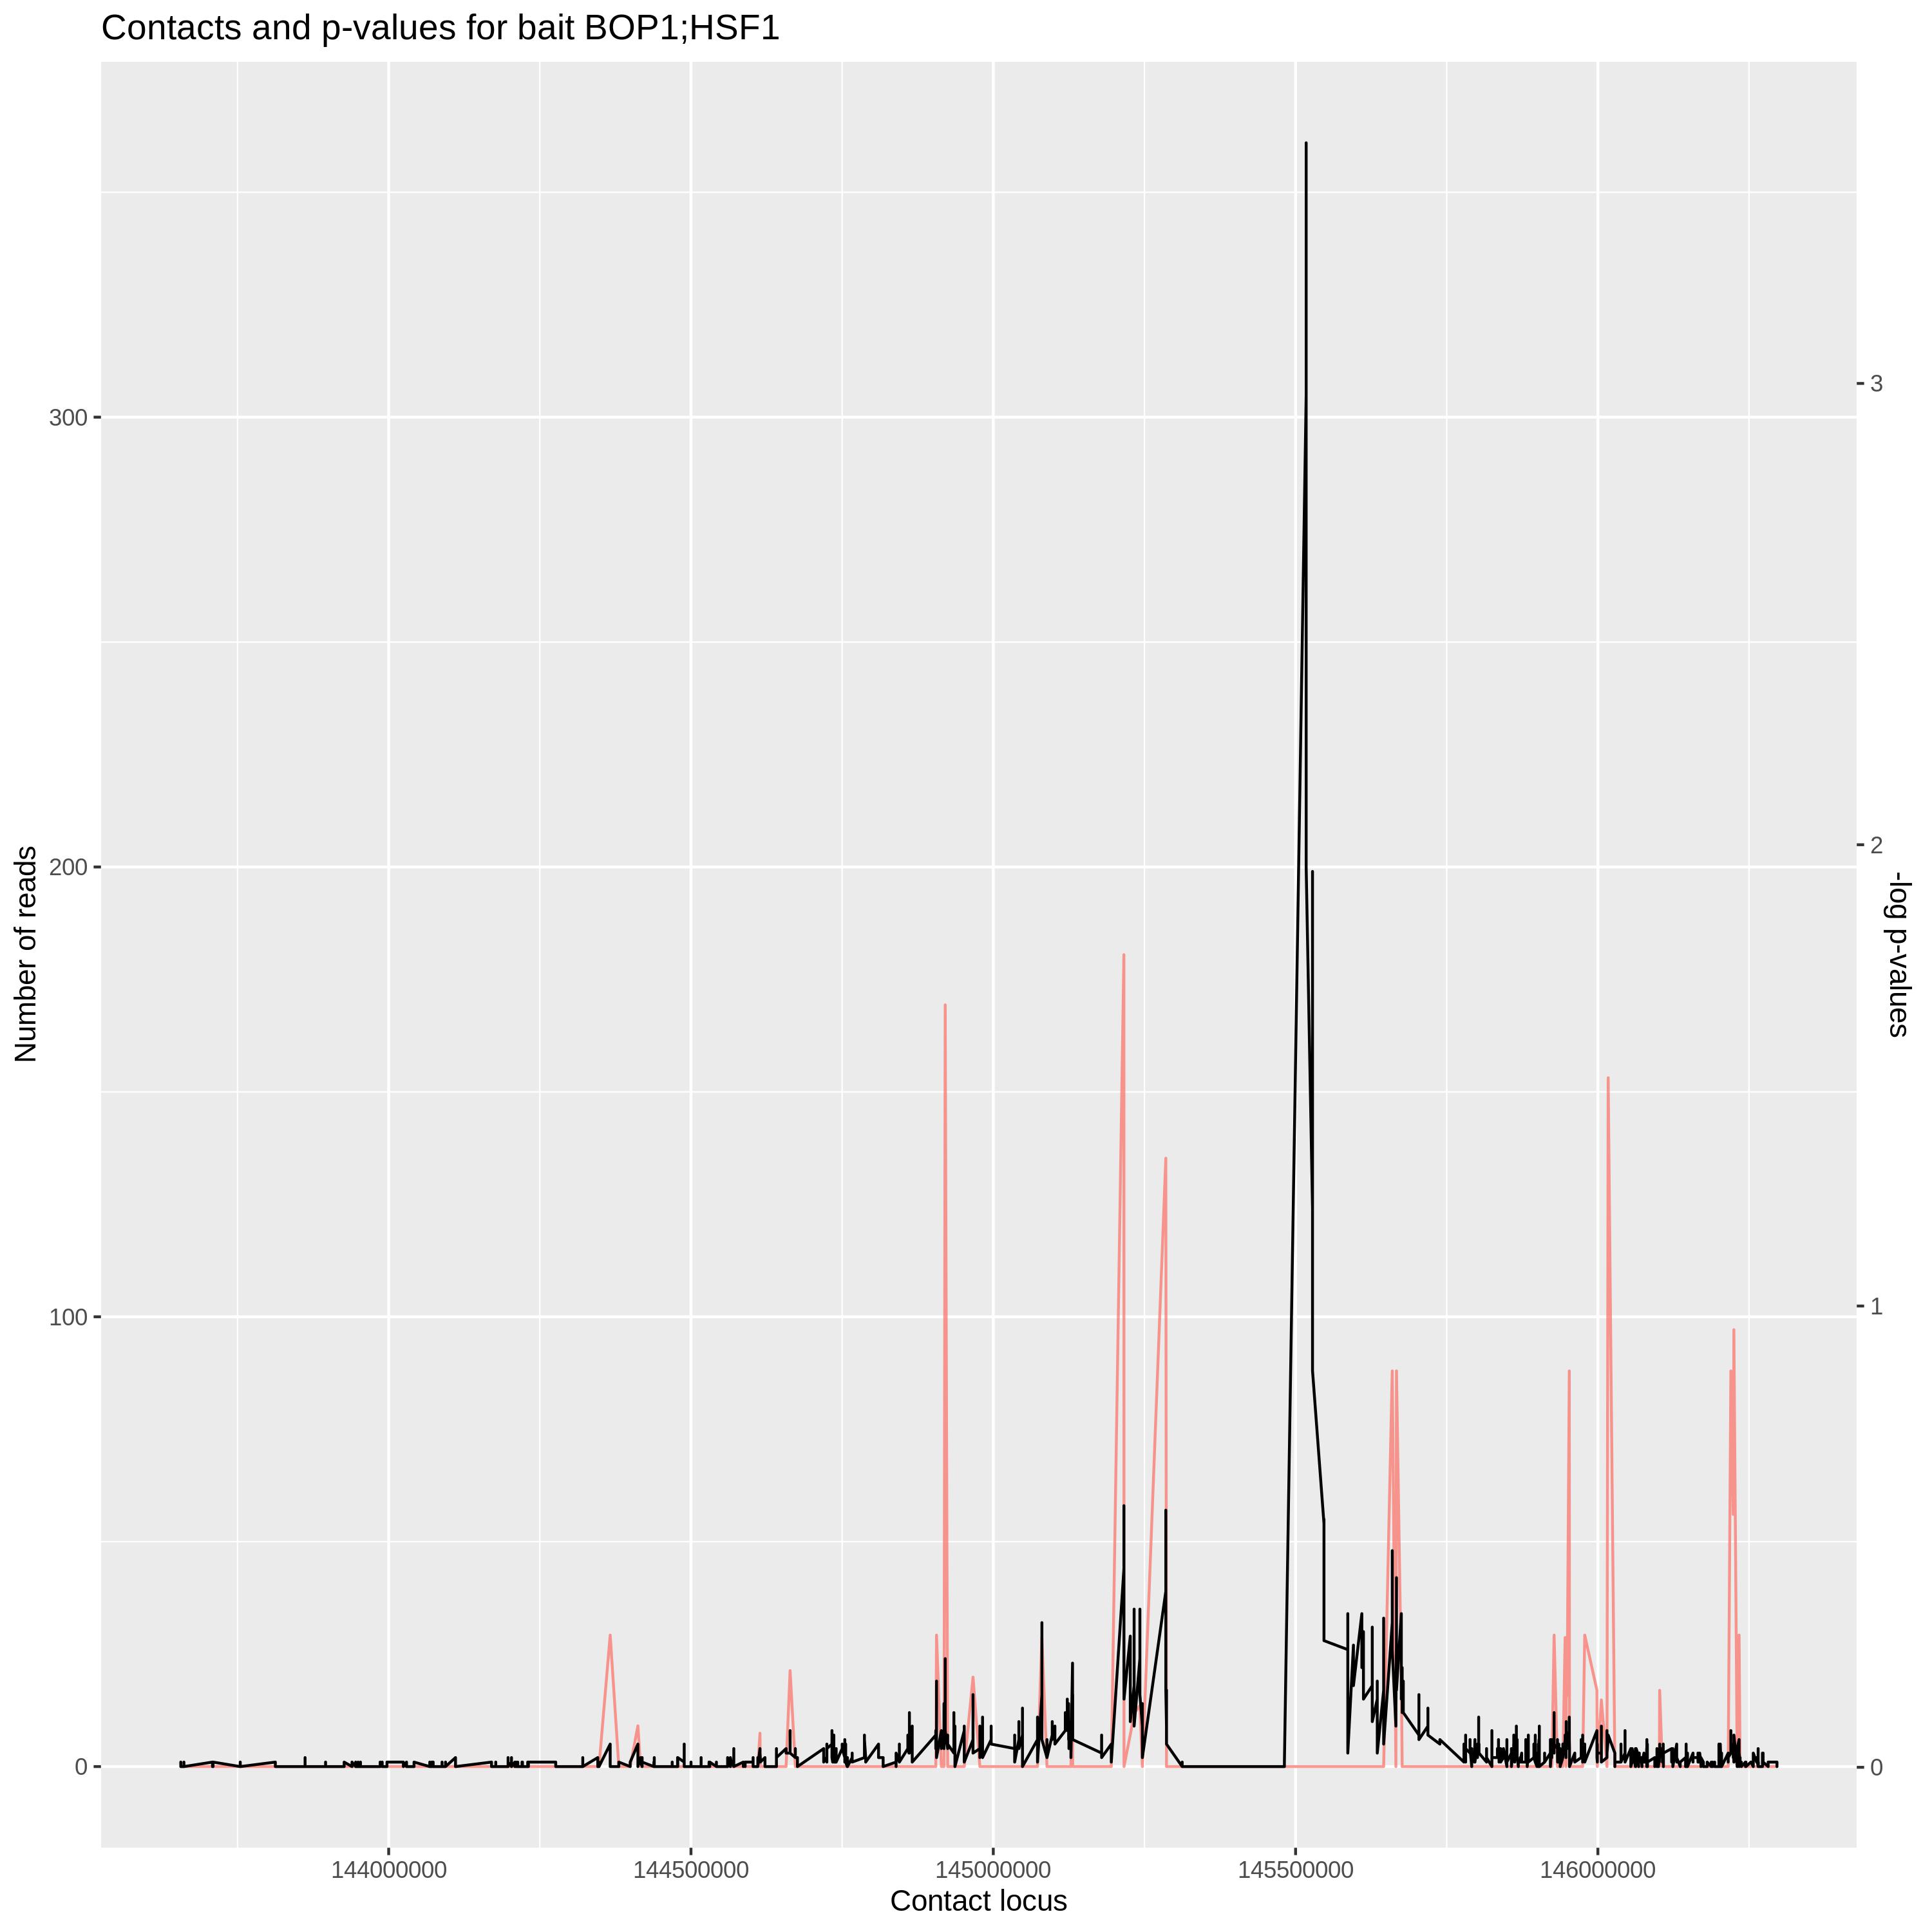 Contacts and p-values for bait BOP1;HSF1
Number of reads
300
200
100
0
3
2
1
0
-log p-values
144000000 144500000 145000000 145500000 146000000
Contact locus